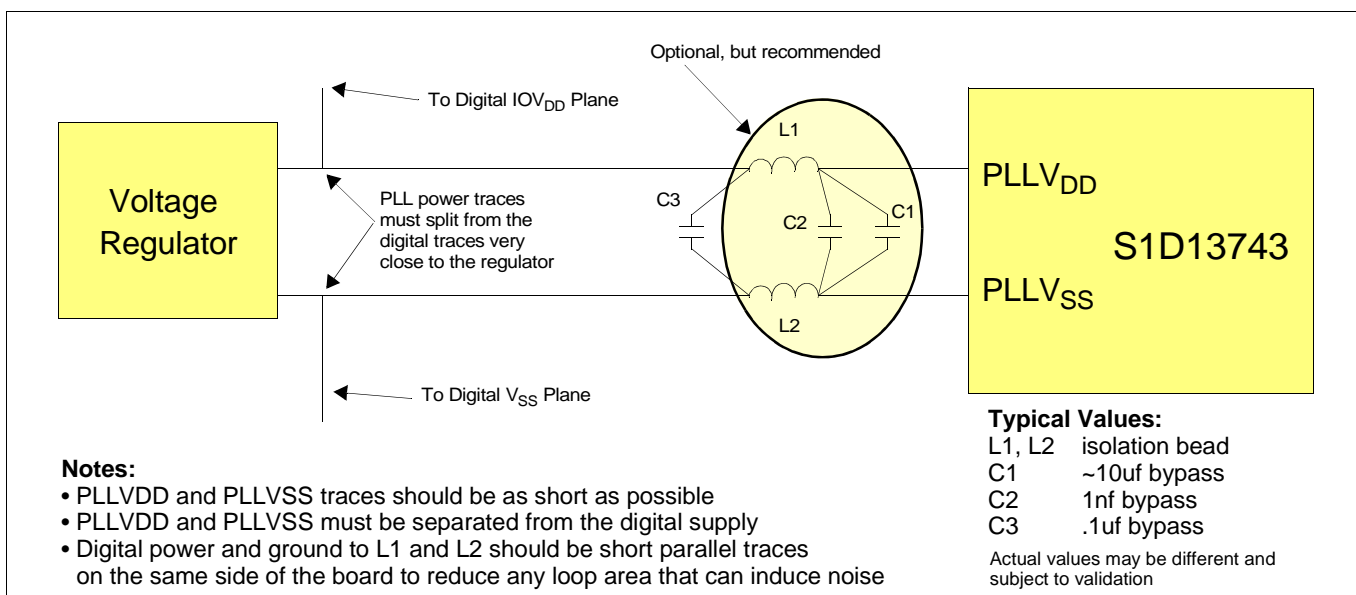 Optional, but recommended
To Digital IOVDD Plane
L1
Voltage
Regulator
PLL power traces
must split from the
digital traces very
close to the regulator
C3
C2
C1
PLLVDD
S1D13743
PLLVSS
L2
To Digital VSS Plane
Typical Values:
L1, L2 isolation bead
C1 ~10uf bypass
C2 1nf bypass
C3 .1uf bypass
Actual values may be different and
subject to validation
Notes:
• PLLVDD and PLLVSS traces should be as short as possible
• PLLVDD and PLLVSS must be separated from the digital supply
• Digital power and ground to L1 and L2 should be short parallel traces
on the same side of the board to reduce any loop area that can induce noise